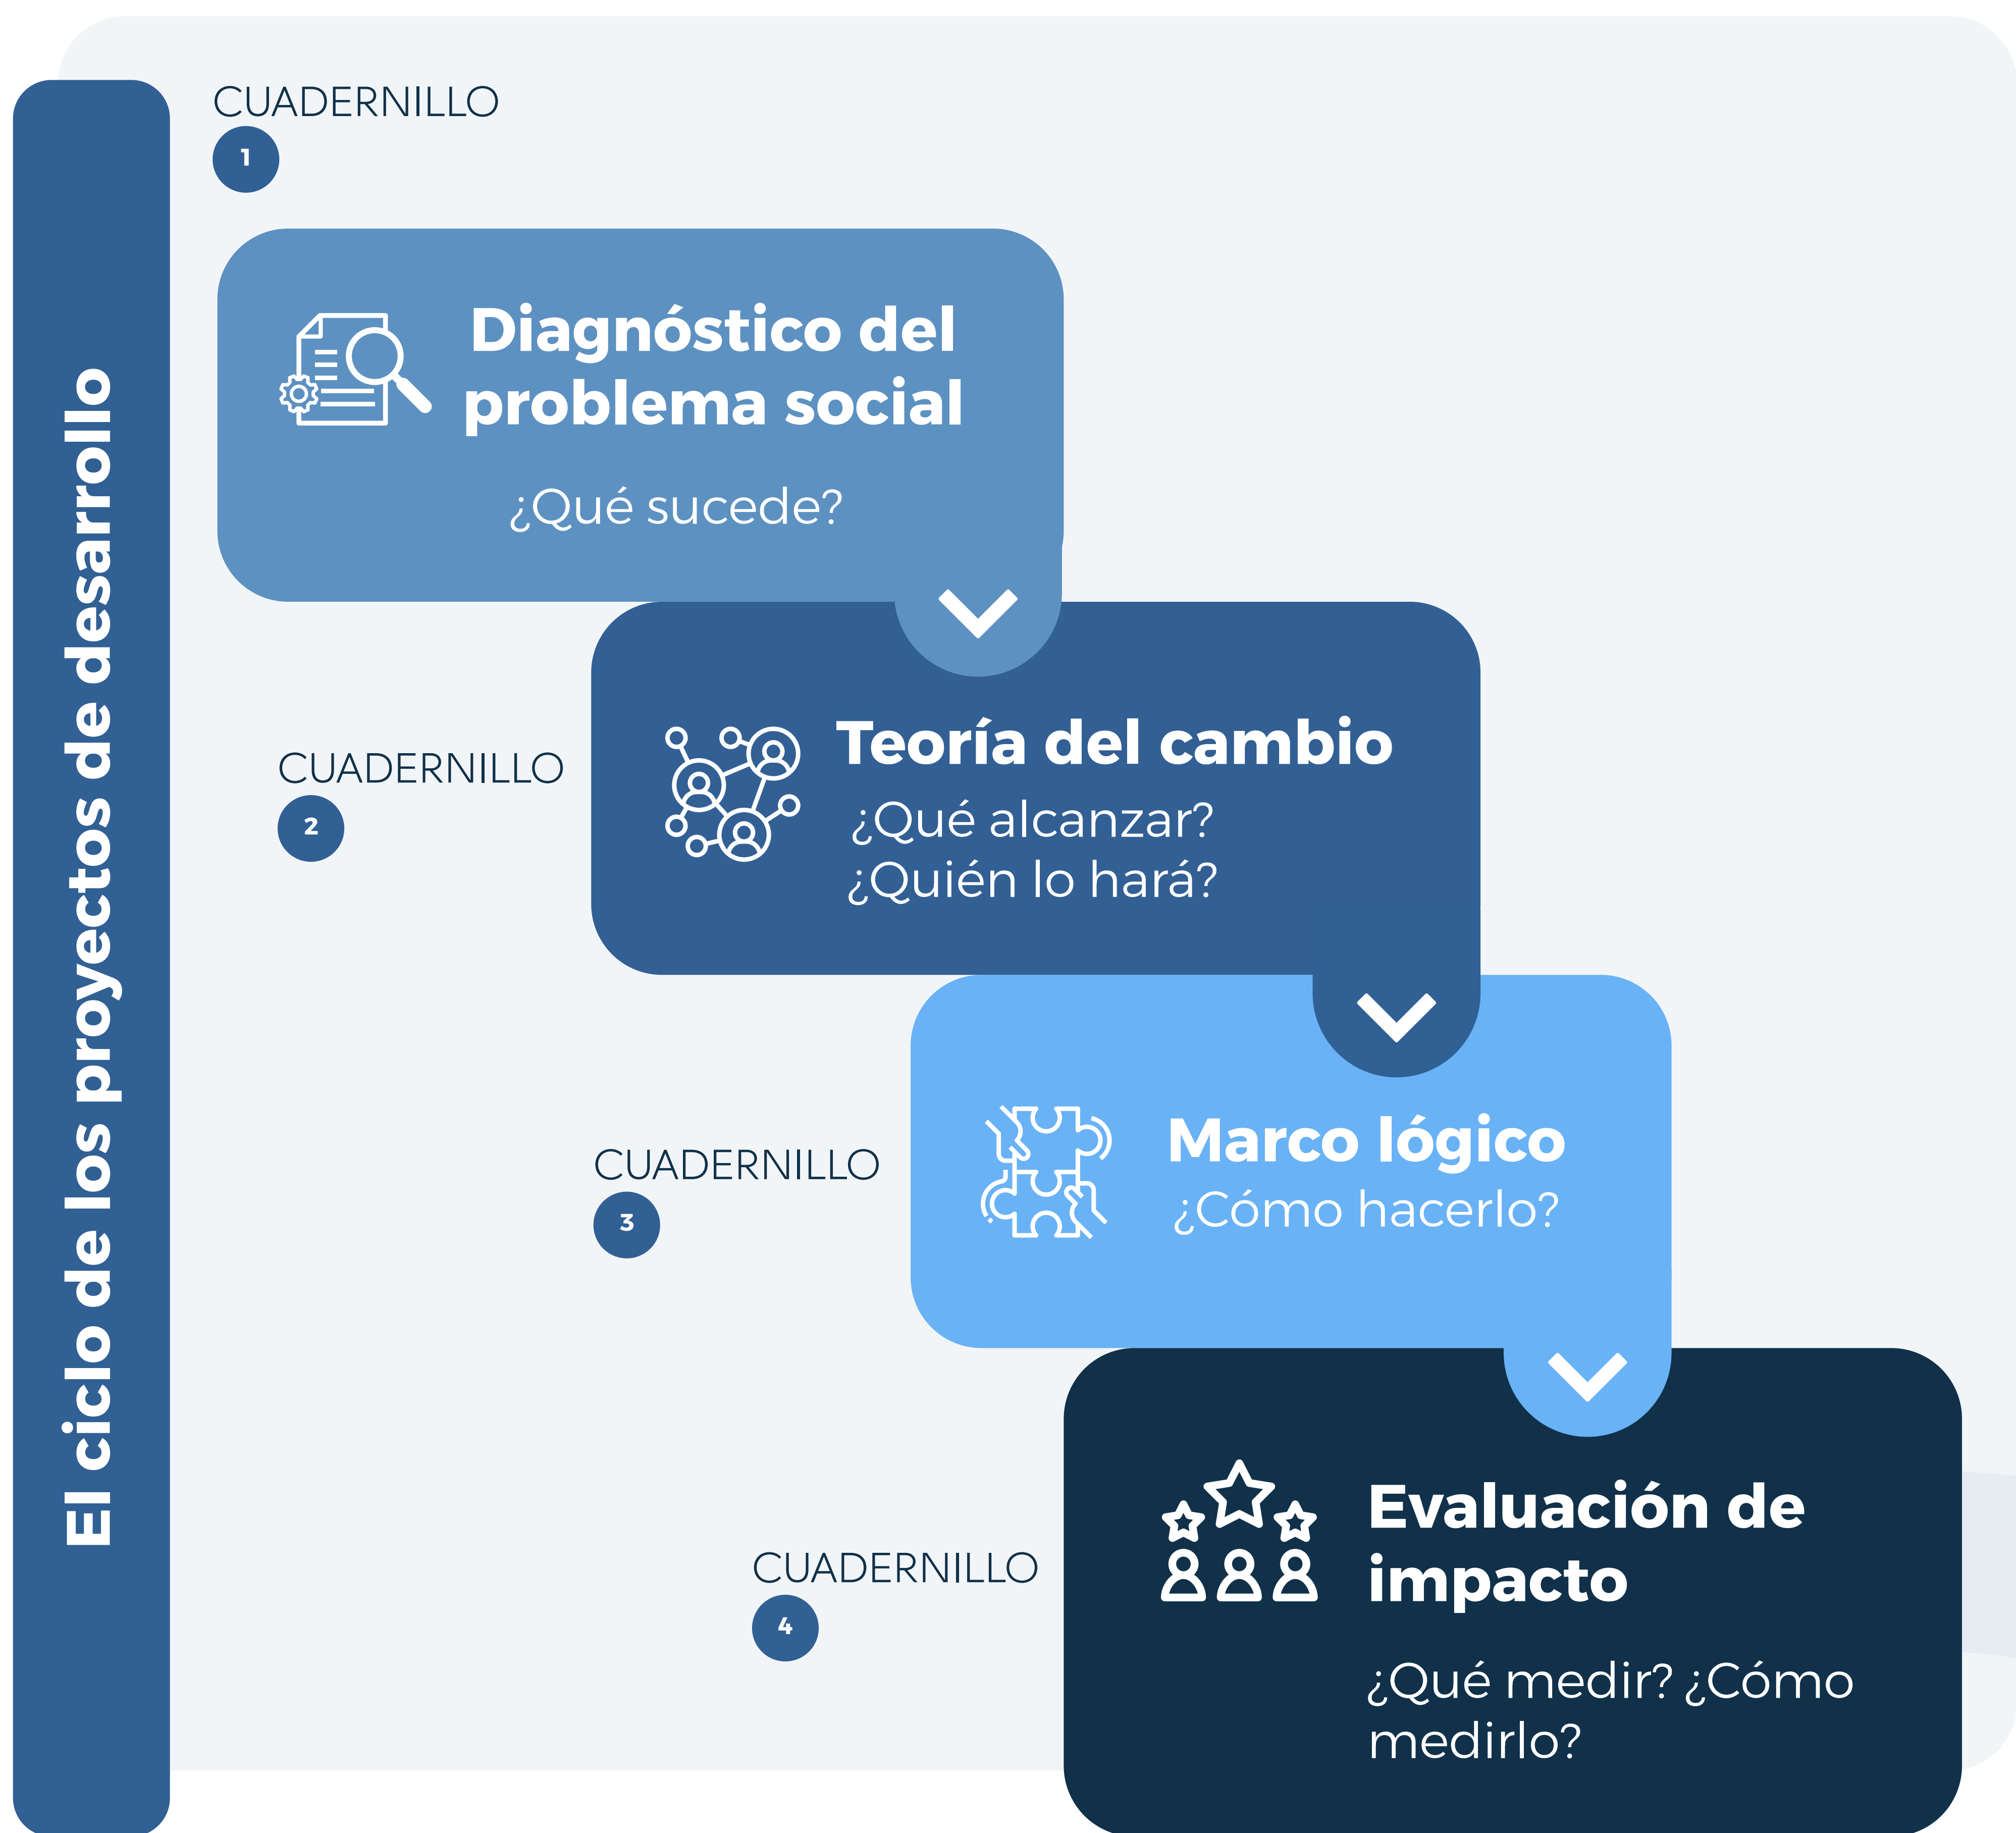 El ciclo de los proyectos de desarrollo
CUADERNILLO
1
Diagnóstico del
problema social
¿Qué sucede?
CUADERNILLO
2
Teoría del cambio
¿Qué alcanzar?
¿Quién lo hará?
CUADERNILLO
3
Marco lógico
¿Cómo hacerlo?
CUADERNILLO
4
Evaluación de
impacto
¿Qué medir? ¿Cómo
medirlo?